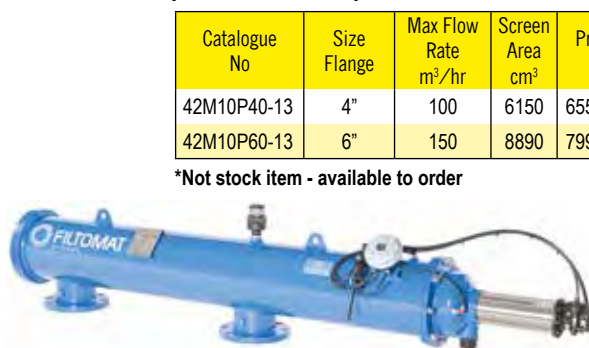 Catalogue No Size Flange Max Flow Rate m³/hr Screen Area cm³
42M10P40-13 4" 100 6150
42M10P60-13 6" 150 8890
*Not stock item - available to order
FILTOMAT